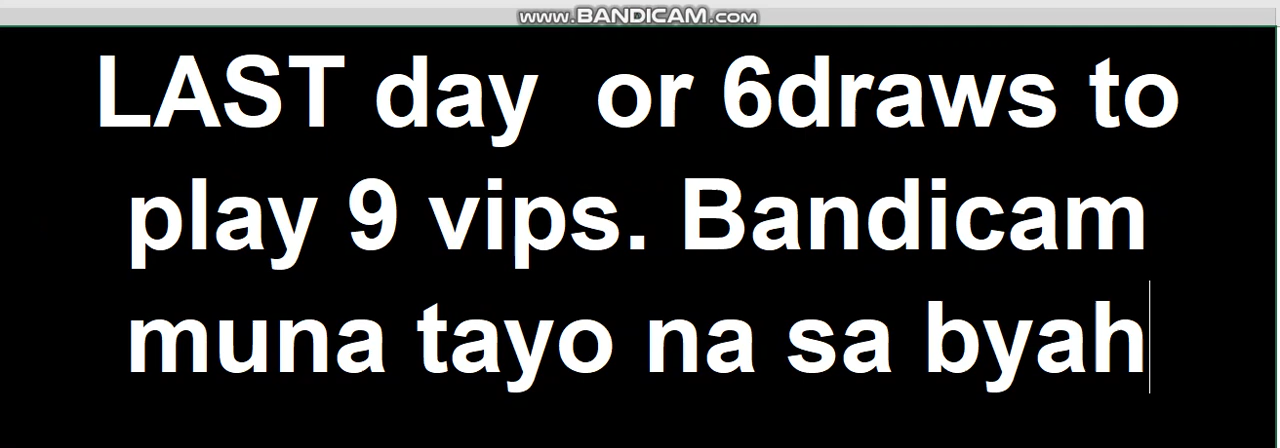 www.BANDICAM.com
LAST day  or 6draws to
play 9 vips. Bandicam
muna tayo na sa byah